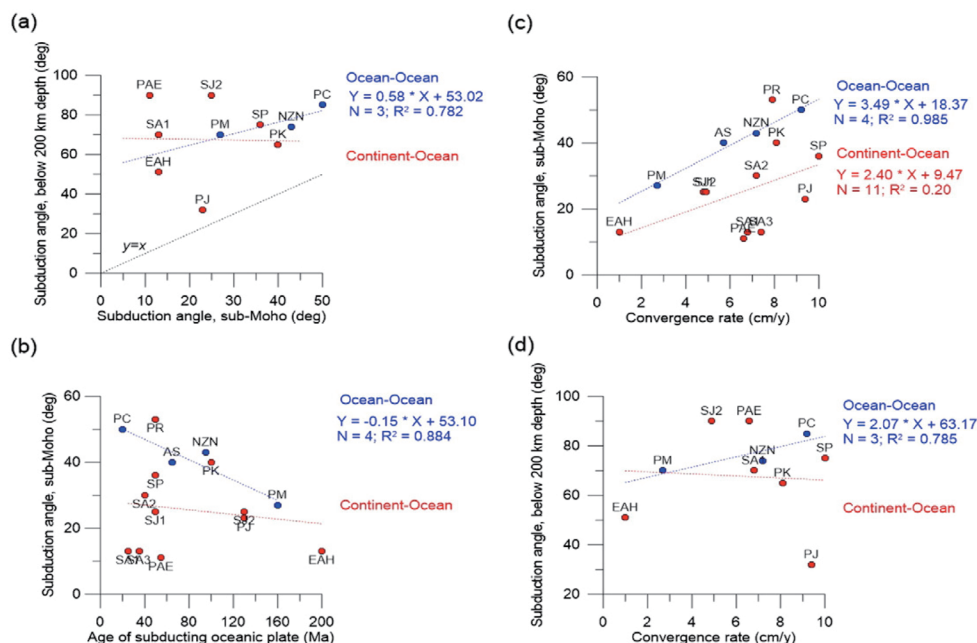 (a)
Subduction angle, below 200 km depth (deg)
100
80
60
40
20
0
PAE
SJ2
PC
SA1
PM
SP
NZN
PK
EAH
PJ
y=x
0
10
20
30
40
50
Subduction angle, sub-Moho (deg)
Ocean-Ocean
Y = 0.58 * X + 53.02
N = 3; R² = 0.782
Continent-Ocean
(c)
Subduction angle, sub-Moho (deg)
60
40
20
0
PR
PC
AS
NZN
PK
SP
PM
SJ2
SA2
PJ
EAH
SA3
PAE
0
2
4
6
8
10
Convergence rate (cm/y)
Ocean-Ocean
Y = 3.49 * X + 18.37
N = 4; R² = 0.985
Continent-Ocean
Y = 2.40 * X + 9.47
N = 11; R² = 0.20
(b)
Subduction angle, sub-Moho (deg)
60
40
20
0
PC
PR
AS
NZN
PK
SP
PM
SA2
SJ1
SJ2
PJ
SA3
PAE
EAH
0
40
80
120
160
200
Age of subducting oceanic plate (Ma)
Ocean-Ocean
Y = -0.15 * X + 53.10
N = 4; R² = 0.884
Continent-Ocean
(d)
Subduction angle, below 200 km depth (deg)
100
80
60
40
20
SJ2
PAE
PC
PM
NZN
SP
PK
EAH
PJ
0
2
4
6
8
10
Convergence rate (cm/y)
Ocean-Ocean
Y = 2.07 * X + 63.17
N = 3; R² = 0.785
Continent-Ocean